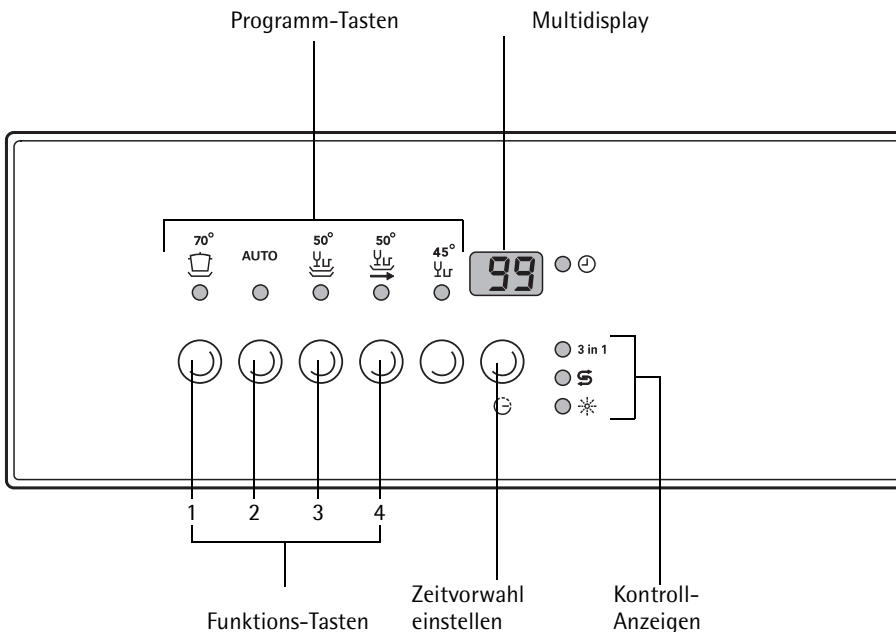 Programm-Tasten Multidisplay
70° AUTO 50° 50° 45°
99
3 in 1
1 2 3 4
Funktions-Tasten
Zeitvorwahl
einstellen
Kontroll-
Anzeigen